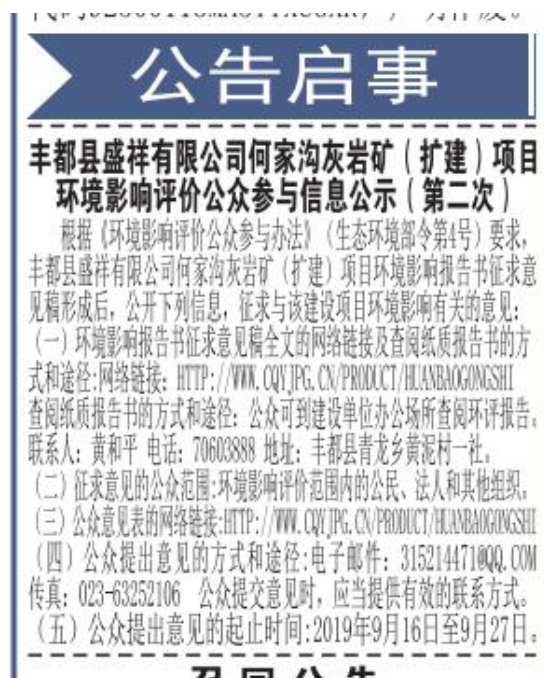 公告启事
丰都县盛祥有限公司何家沟灰岩矿（扩建）项目
环境影响评价公众参与信息公示（第二次）
根据《环境影响评价公众参与办法》（生态环境部令第4号）要求，
丰都县盛祥有限公司何家沟灰岩矿（扩建）项目环境影响报告书征求意
见稿形成后，公开下列信息，征求与该建设项目环境影响有关的意见：
（一）环境影响报告书征求意见稿全文的网络链接及查阅纸质报告书的方
式和途径:网络链接：HTTP://WWW.CQYJPG.CN/PRODUCT/HUANBAOGONGSHI
查阅纸质报告书的方式和途径：公众可到建设单位办公场所查阅环评报告。
联系人：黄和平 电话：70603888 地址：丰都县青龙乡黄泥村一社。
（二）征求意见的公众范围:环境影响评价范围内的公民、法人和其他组织。
（三）公众意见表的网络链接:HTTP://WWW.CQYJPG.CN/PRODUCT/HUANBAOGONGSHI
（四）公众提出意见的方式和途径:电子邮件：315214471@QQ.COM
传真：023-63252106 公众提交意见时，应当提供有效的联系方式。
（五）公众提出意见的起止时间:2019年9月16日至9月27日。